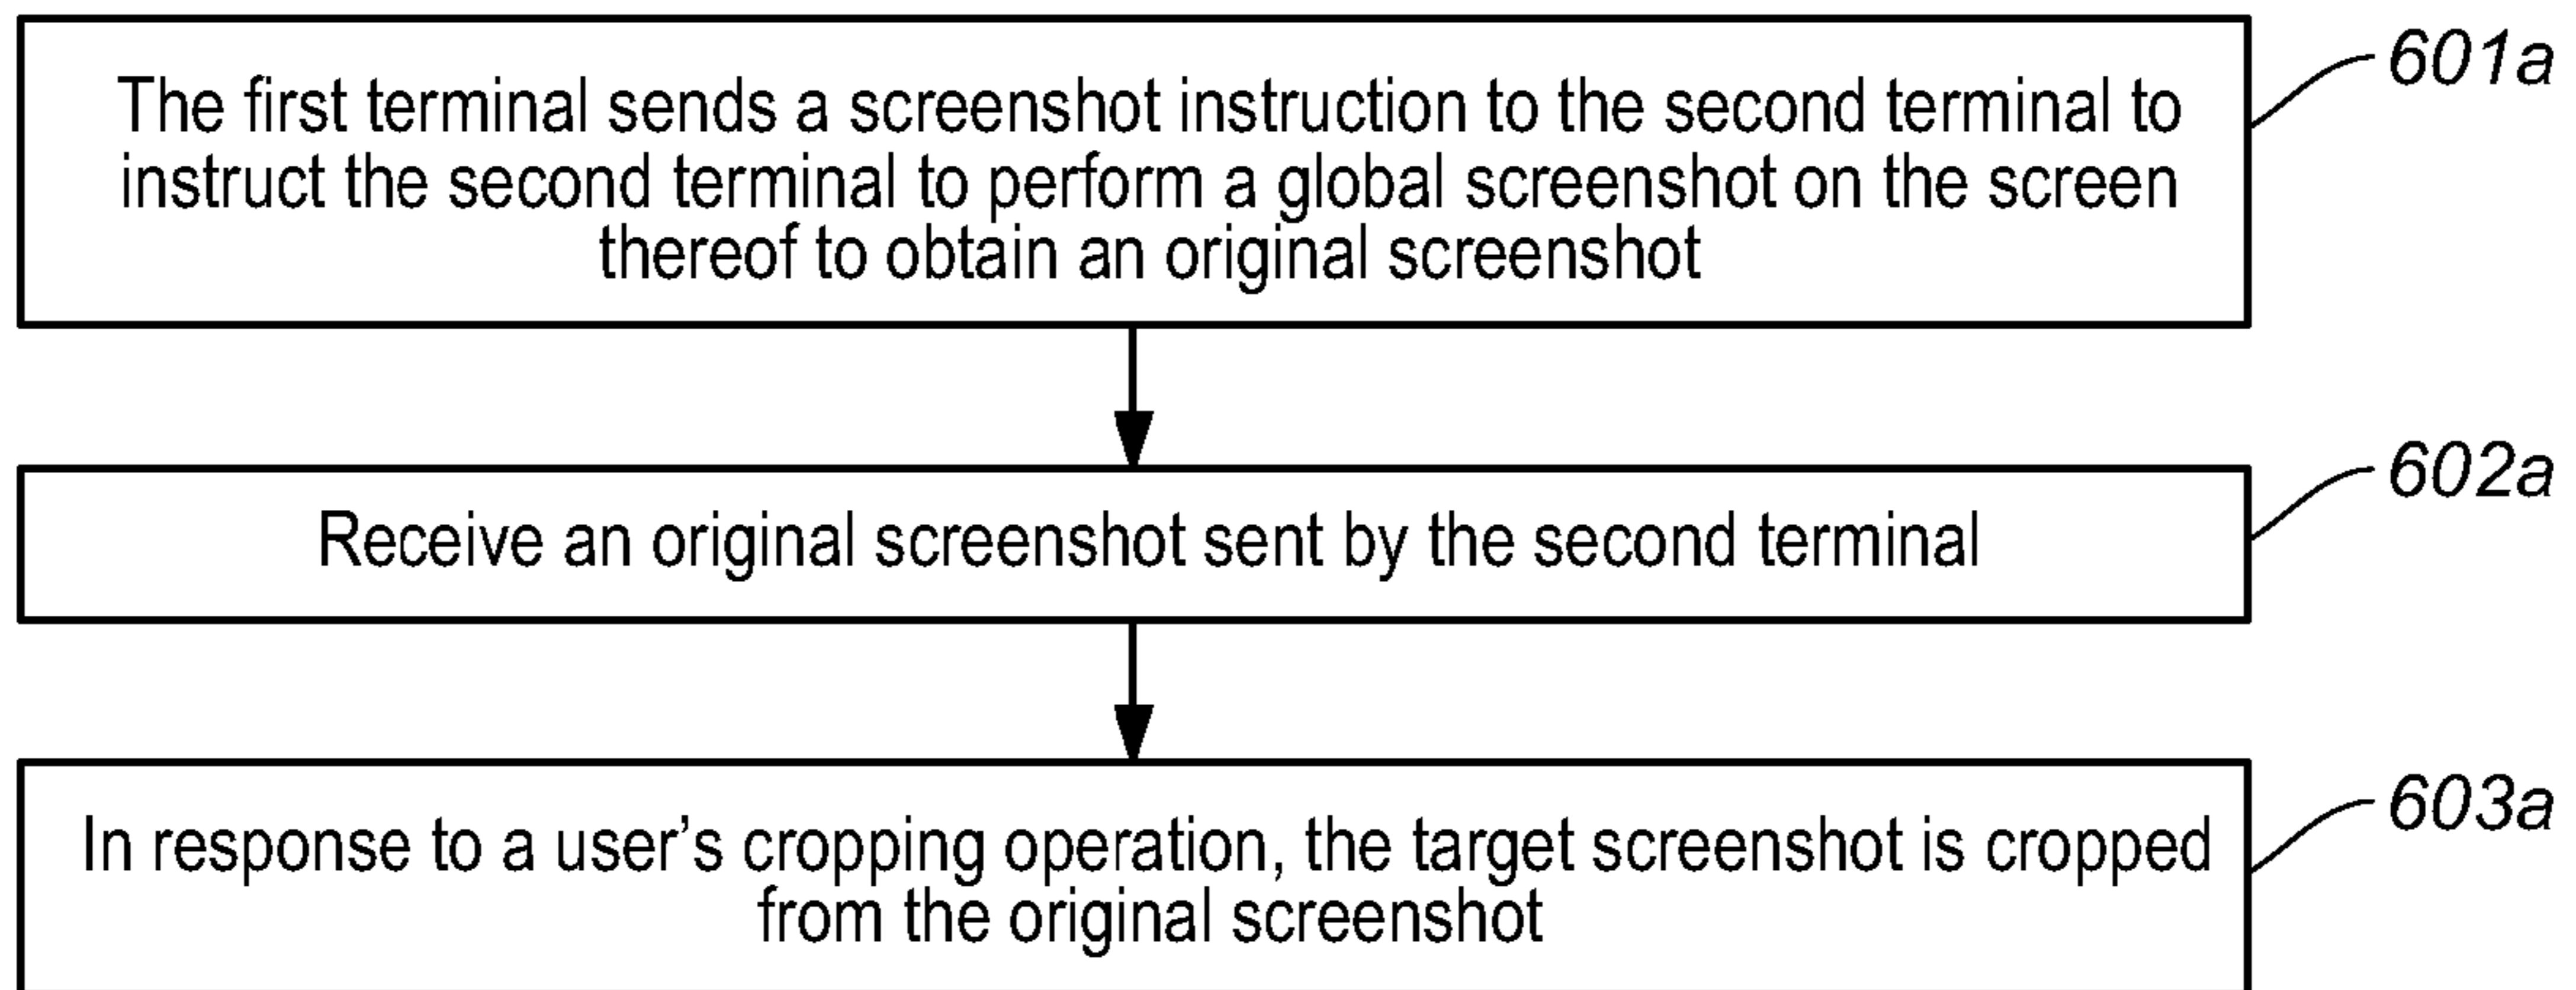 The first terminal sends a screenshot instruction to the second terminal to
instruct the second terminal to perform a global screenshot on the screen
thereof to obtain an original screenshot
601a
Receive an original screenshot sent by the second terminal
602a
In response to a user’s cropping operation, the target screenshot is cropped
from the original screenshot
603a